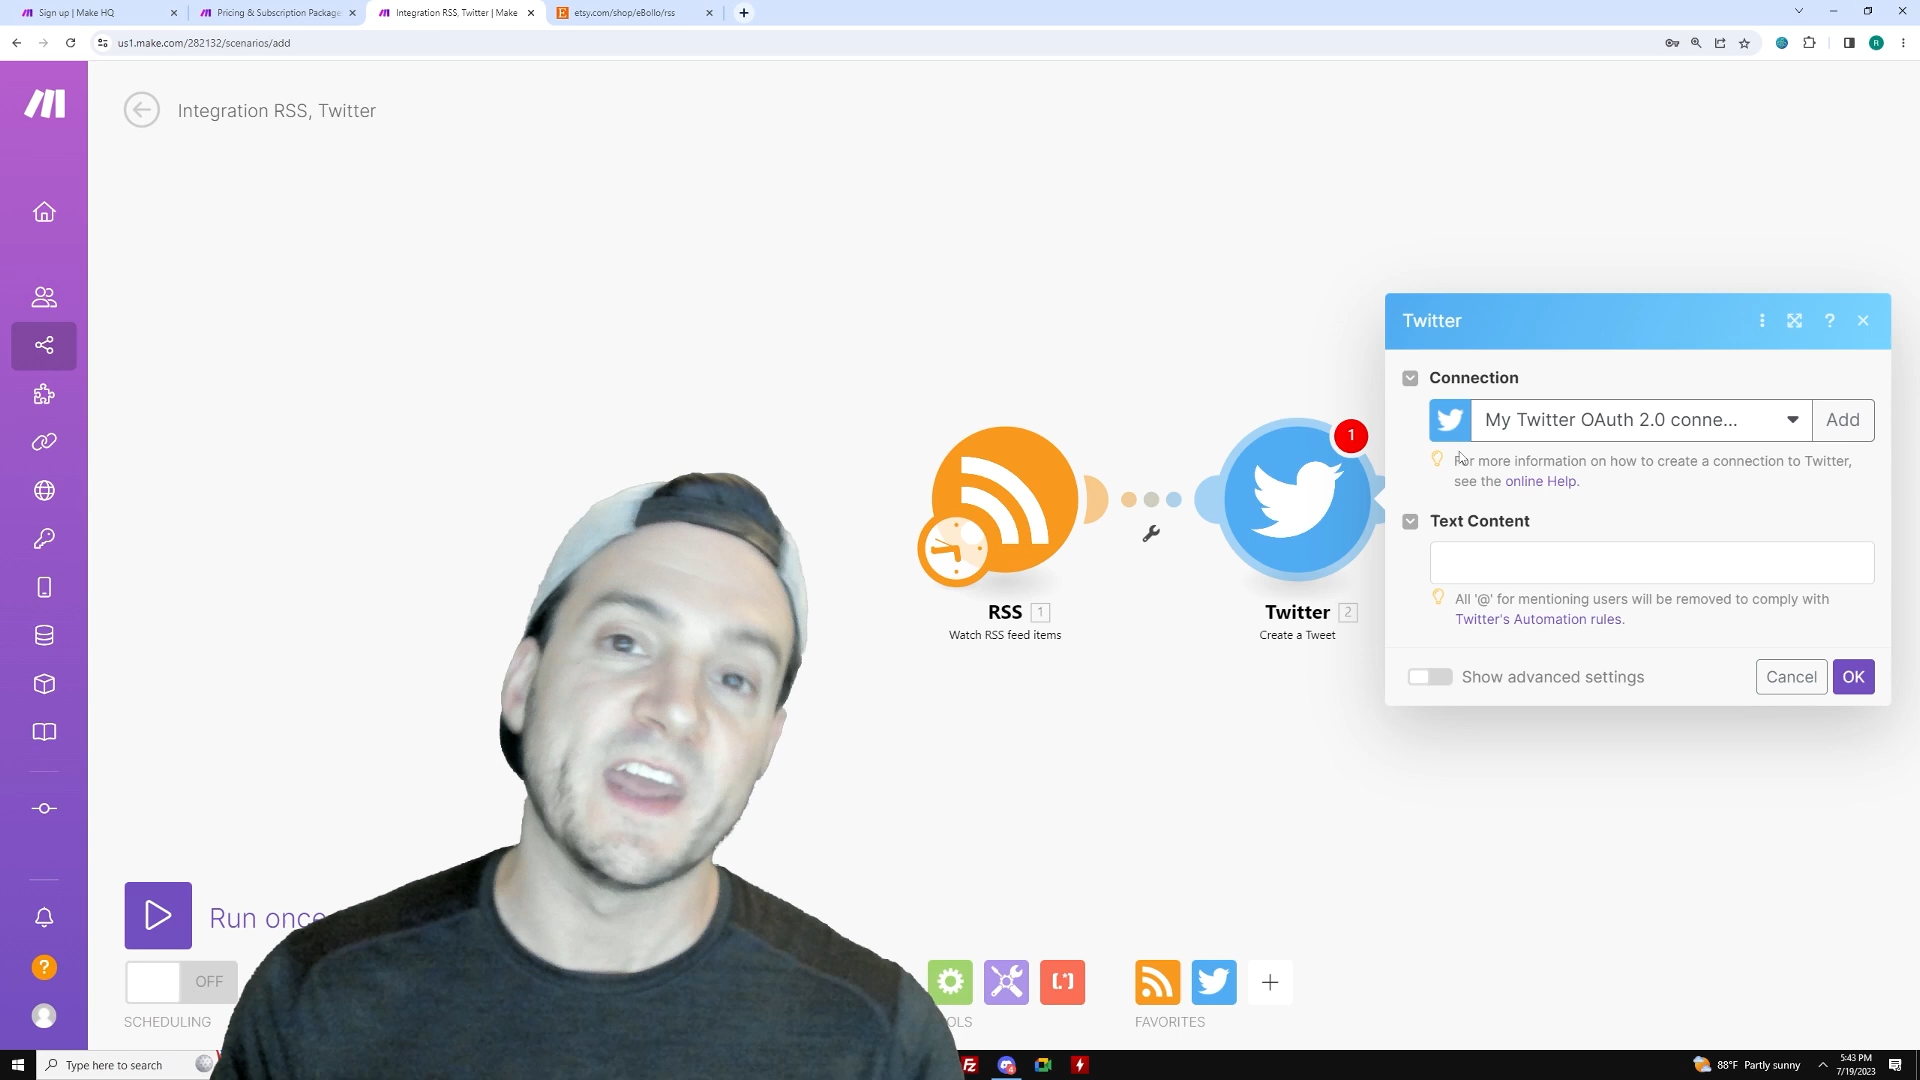 Sign up | Make HQ
Pricing & Subscription Package
Integration RSS, Twitter | Make
etsy.com/shop/eBollo/rss
us1.make.com/282132/scenarios/add
R
Integration RSS, Twitter
Twitter
Connection
My Twitter OAuth 2.0 conne...
Add
For more information on how to create a connection to Twitter,
see the online Help.
1
Text Content
All '@' for mentioning users will be removed to comply with
Twitter's Automation rules.
RSS 1
Watch RSS feed items
Twitter 2
Create a Tweet
Show advanced settings
Cancel
OK
Run once
OFF
SCHEDULING
OLS
FAVORITES
Type here to search
88°F Partly sunny
5:43 PM
7/19/2023